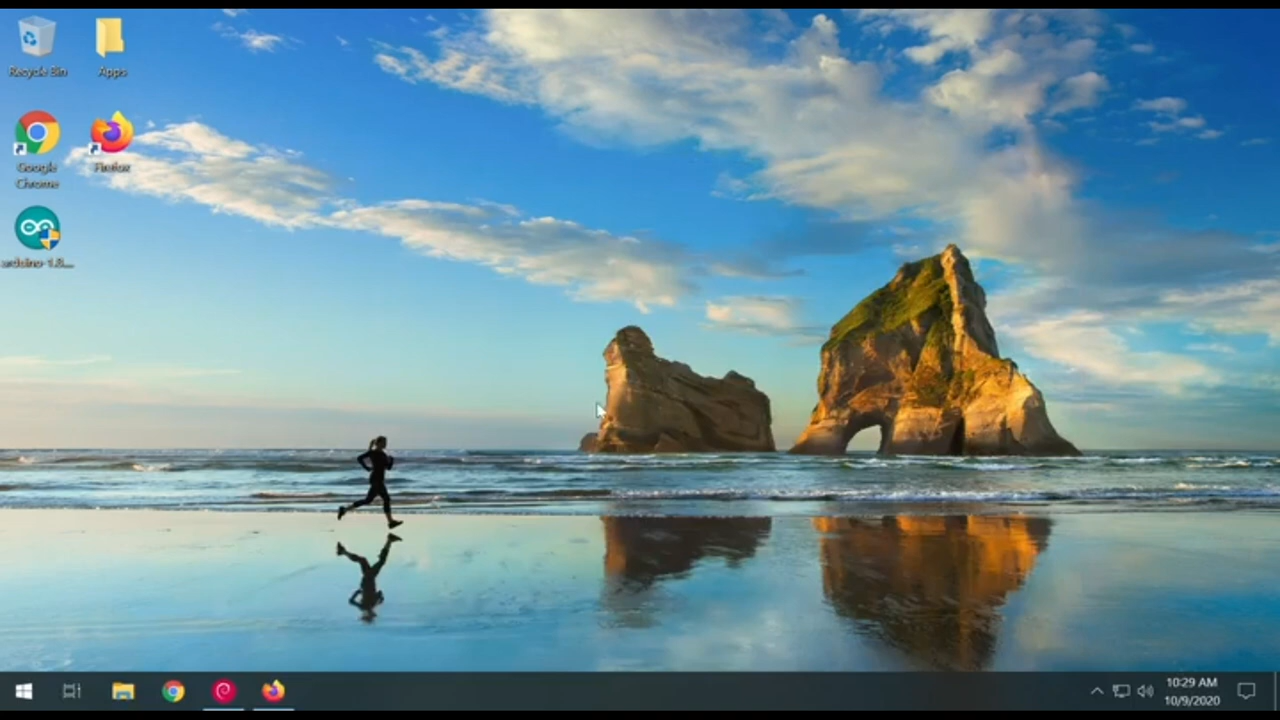 Recycle Bin
Apps
Google
Chrome
Firefox
arduino-1.8....
10:29 AM
10/9/2020